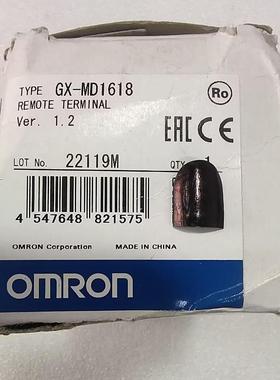 TYPE GX-MD1618
REMOTE TERMINAL
Ver. 1.2
Ro
EAC CE
LOT No. 22119M
QTY. 1
4 547648 821575
OMRON Corporation MADE IN CHINA
OMRON